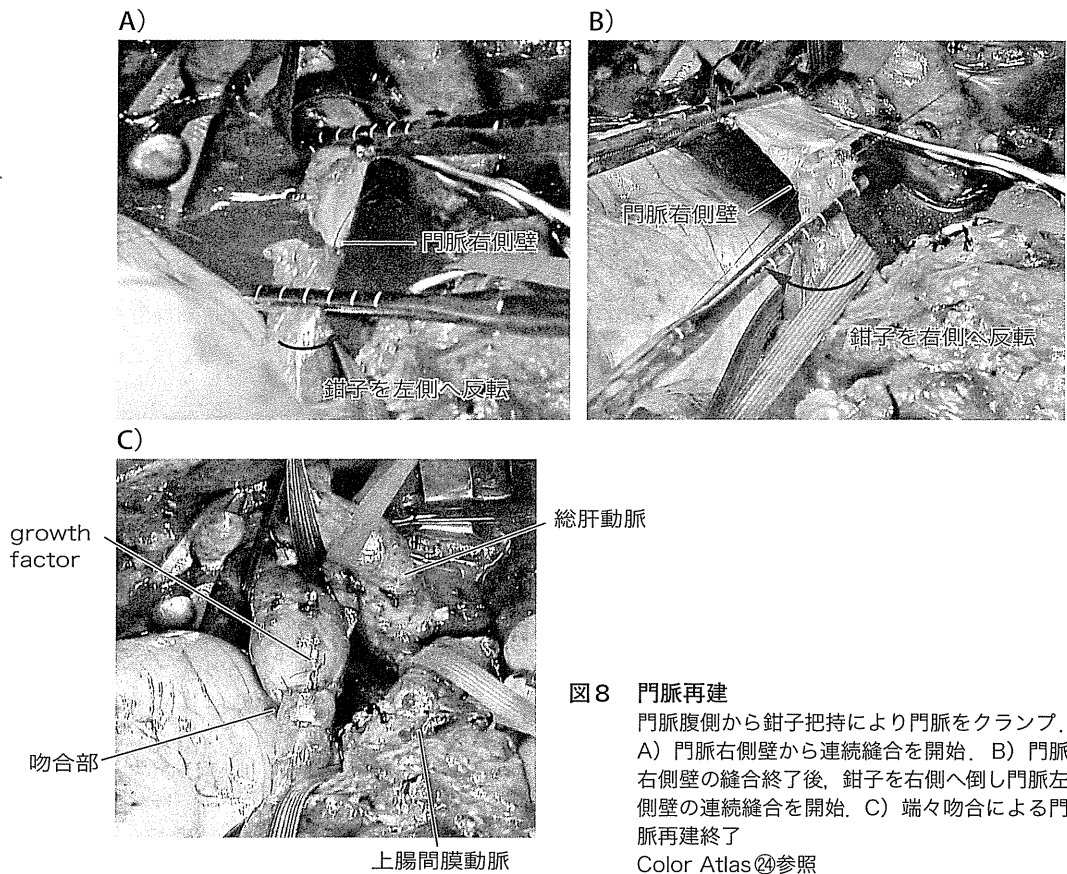 A)
B)
門脈右側壁
鉗子を左側へ反転
門脈右側壁
鉗子を右側へ反転
C)
growth
factor
総肝動脈
吻合部
上腸間膜動脈
図8 門脈再建
門脈腹側から鉗子把持により門脈をクランプ．
A）門脈右側壁から連続縫合を開始．B）門脈
右側壁の縫合終了後，鉗子を右側へ倒し門脈左
側壁の連続縫合を開始．C）端々吻合による門
脈再建終了
Color Atlas㉔参照